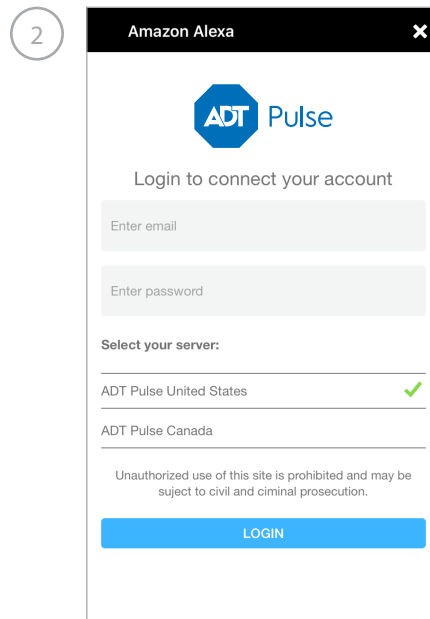 2
Amazon Alexa
ADT Pulse
Login to connect your account
Enter email
Enter password
Select your server:
ADT Pulse United States
ADT Pulse Canada
Unauthorized use of this site is prohibited and may be
suject to civil and ciminal prosecution.
LOGIN